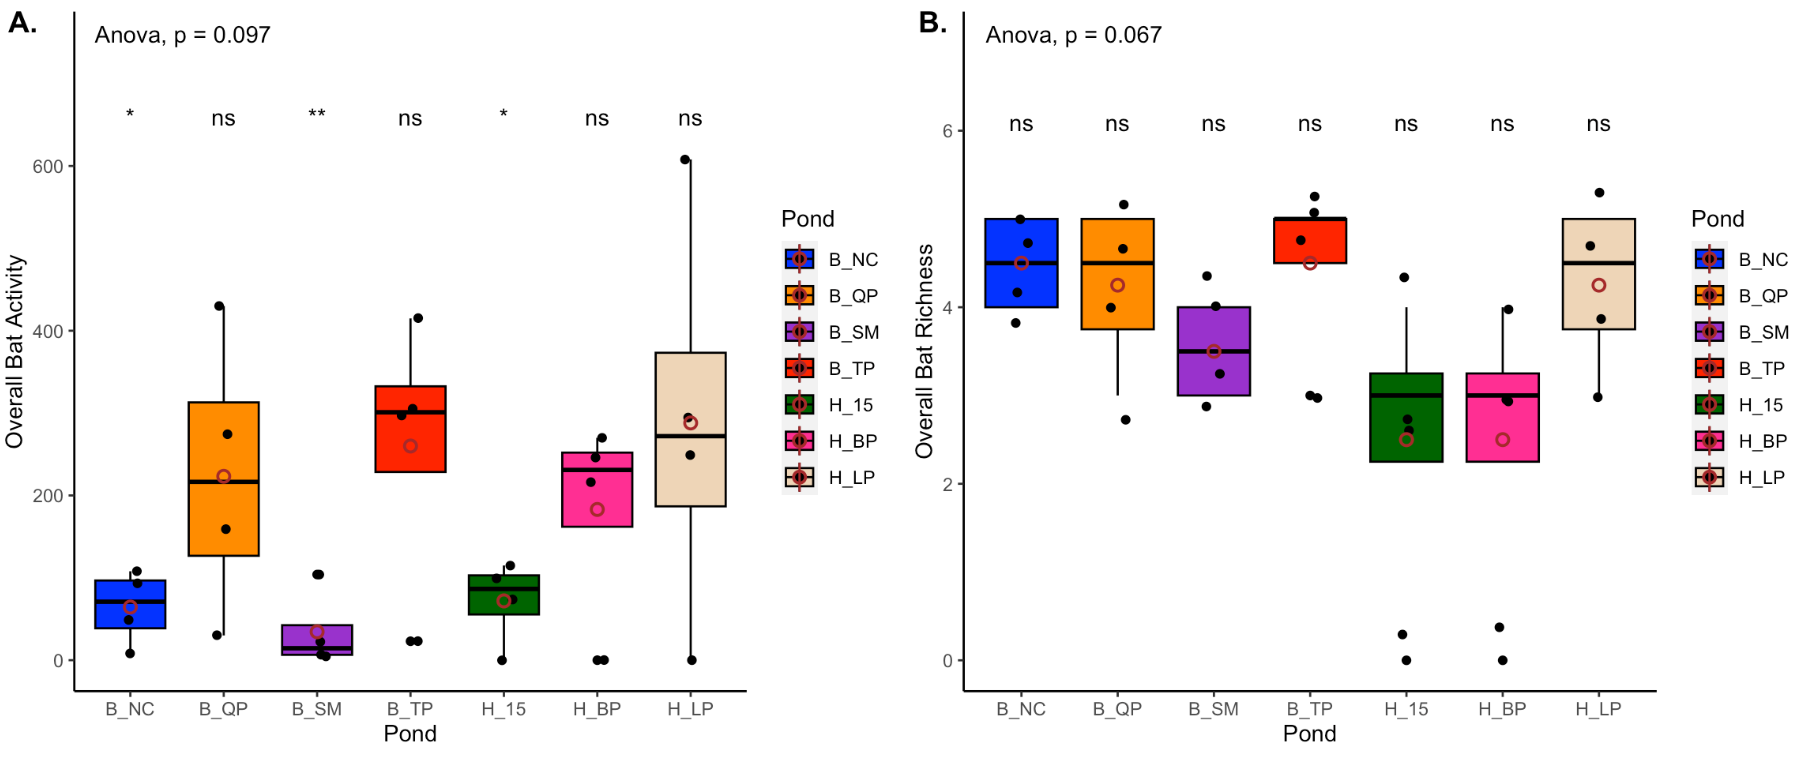 A.
Anova, p = 0.097
* ns ** ns * ns ns
600
400
200
0
Overall Bat Activity
B_NC B_QP B_SM B_TP H_15 H_BP H_LP
Pond
Pond
B_NC
B_QP
B_SM
B_TP
H_15
H_BP
H_LP
B.
Anova, p = 0.067
ns ns ns ns ns ns ns
6
4
2
0
Overall Bat Richness
B_NC B_QP B_SM B_TP H_15 H_BP H_LP
Pond
Pond
B_NC
B_QP
B_SM
B_TP
H_15
H_BP
H_LP